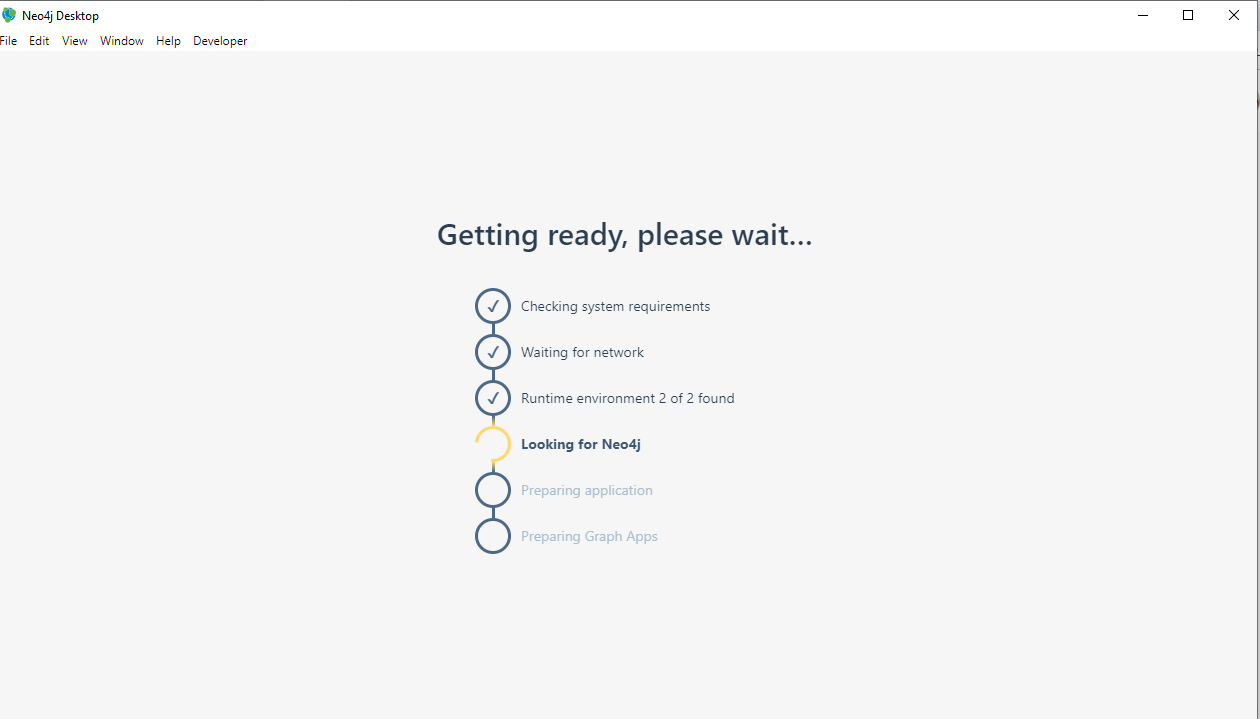 Neo4j Desktop
File Edit View Window Help Developer
Getting ready, please wait...
Checking system requirements
Waiting for network
Runtime environment 2 of 2 found
Looking for Neo4j
Preparing application
Preparing Graph Apps